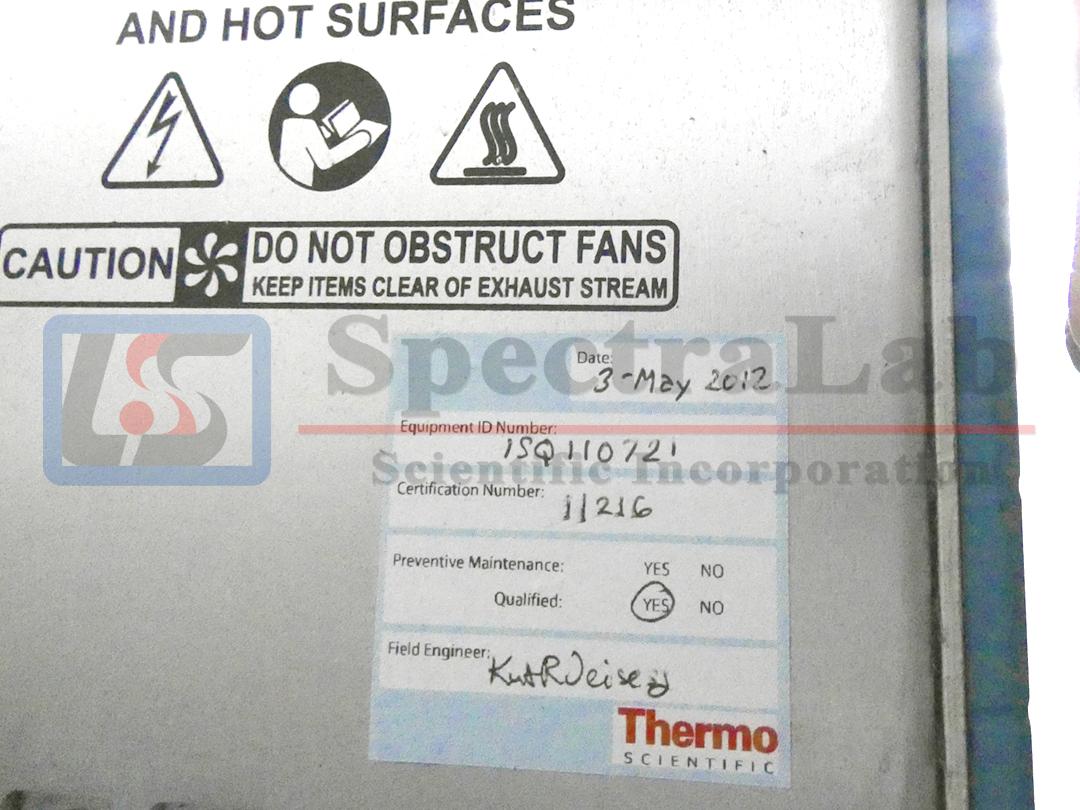 AND HOT SURFACES
CAUTION
DO NOT OBSTRUCT FANS
KEEP ITEMS CLEAR OF EXHAUST STREAM
LSS
SpectraLab
Scientific Incorporation
Date:
3-May 2012
Equipment ID Number:
ISQ110721
Certification Number:
11216
Preventive Maintenance: YES NO
Qualified: YES NO
Field Engineer:
Thermo
SCIENTIFIC